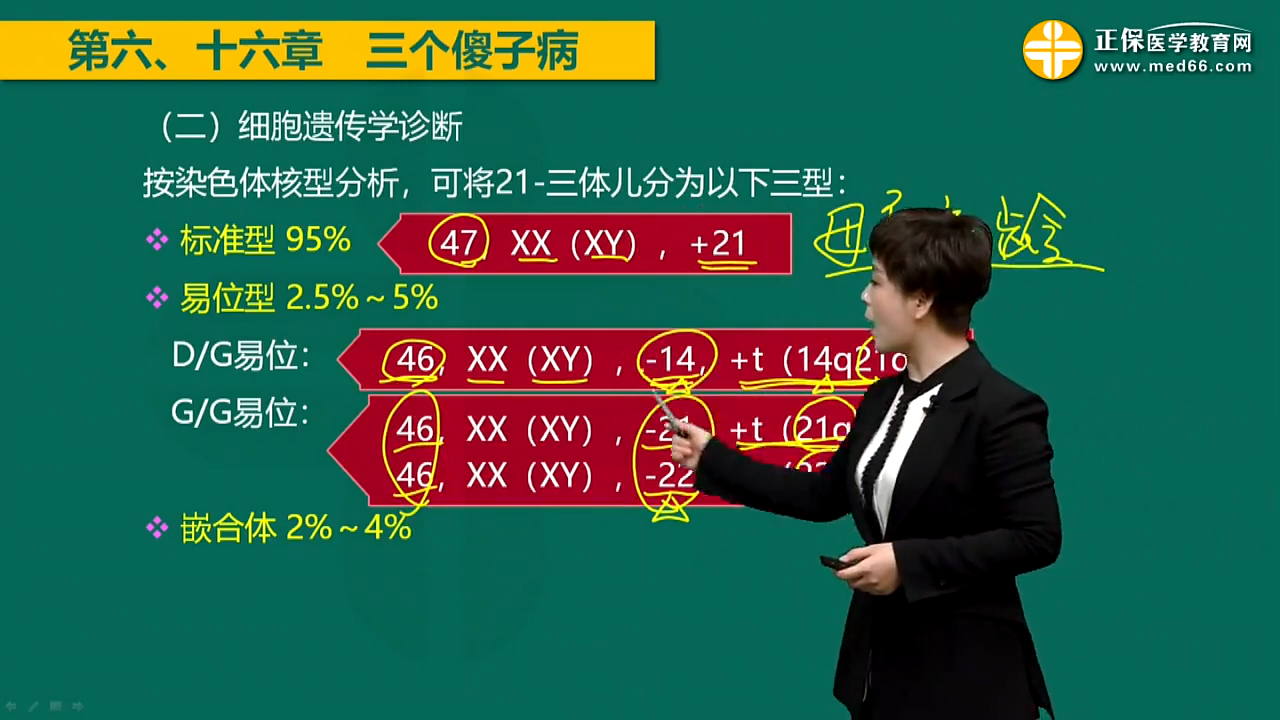 第六、十六章 三个傻子病
正保医学教育网
www.med66.com
（二）细胞遗传学诊断
按染色体核型分析，可将21-三体儿分为以下三型：
标准型 95%
47 XX（XY），+21
易位型 2.5%～5%
D/G易位：
46，XX（XY），-14，+t（14q21q
G/G易位：
46，XX（XY），-21，+t（21q
46，XX（XY），-22
嵌合体 2%～4%